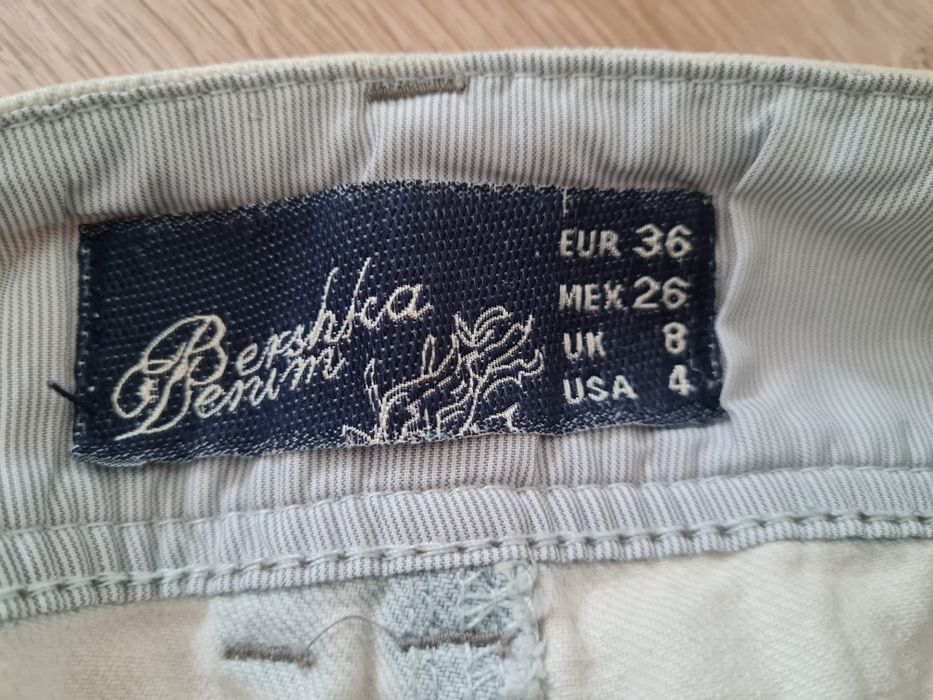 Bershka
Denim
EUR 36
MEX 26
UK 8
USA 4